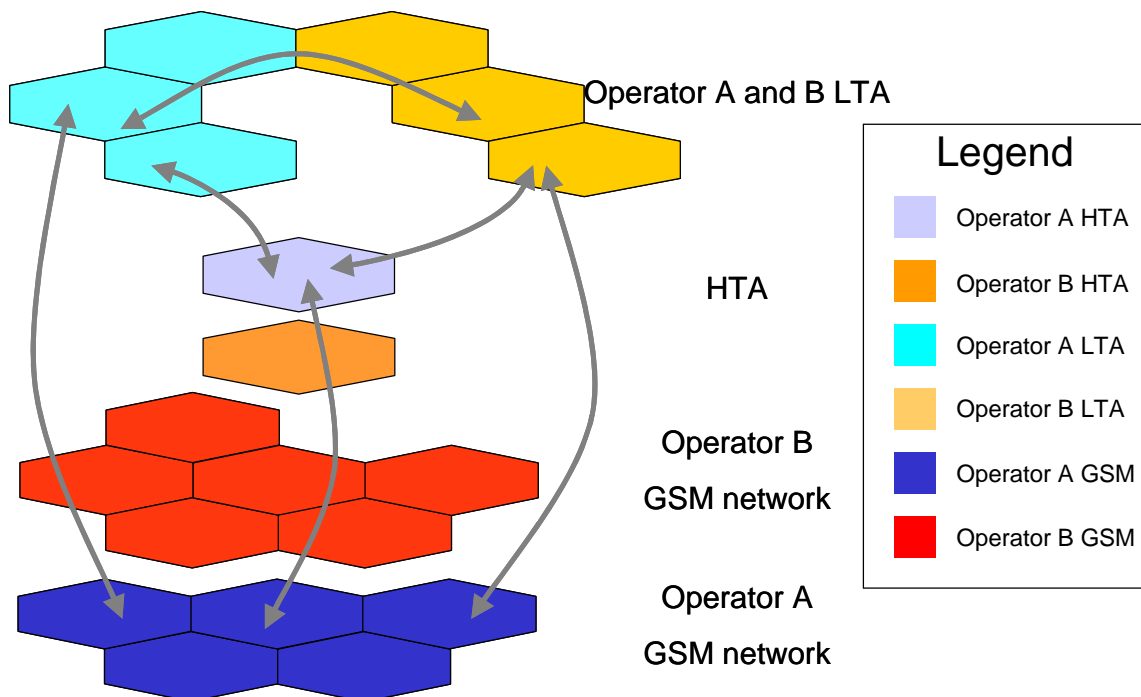 Operator A and B LTA
HTA
Operator B
GSM network
Operator A
GSM network
Legend
Operator A HTA
Operator B HTA
Operator A LTA
Operator B LTA
Operator A GSM
Operator B GSM